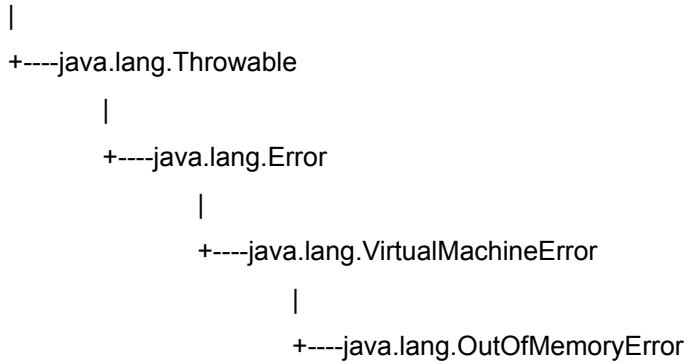 |
+----java.lang.Throwable
|
+----java.lang.Error
|
+----java.lang.VirtualMachineError
|
+----java.lang.OutOfMemoryError